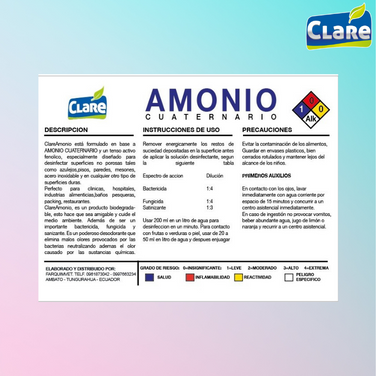 CLARE
CLARE
AMONIO
CUATERNARIO
1
0
0
Alk
DESCRIPCION
ClareAmonio está formulado en base a
AMONIO CUATERNARIO y un tenso activo
fenolico, especialmente diseñado para
desinfectar superficies no porosas tales
como azulejos,pisos, paredes, mesones,
acero inoxidable y en cualquier otro tipo de
superficies duras.
Perfecto para clinicas, hospitales,
industrias alimenticias,baños pesqueras,
packing, restaurantes.
ClareAmonio, es un producto biodegrada-
ble, esto hace que sea amigable y cuide el
medio ambiente. Además de ser un
importante bactericida, fungicida y
sanizante. Es un poderoso desodorante que
elimina malos olores provocados por las
bacterias neutralizando ademas el olor
causado por las sustancias químicas.
INSTRUCCIONES DE USO
Remover energicamente los restos de
suciedad depositada en la superficie antes
de aplicar la solución desinfectante, segun
la siguiente tabla
Espectro de accion Dilución
Bactericida 1:4
Fungicida 1:4
Satinizante 1:3
Usar 200 ml en un litro de agua para
desinfeccion en un minuto. Para contacto
con frutas o verduras o piel, usar de 20 a
50 ml en litro de agua y despues enjuagar
PRECAUCIONES
Evitar la contaminación de los alimentos,
Guardar en envases plasticos, bien
cerrados rotulados y mantener lejos del
alcance de los niños.
PRIMEROS AUXILIOS
En contacto con los ojos, lavar
inmediatamente con agua corriente por
espacio de 15 minutos y concurrir a un
centro asistencial inmediatamente.
En caso de ingestión no provocar vomitos,
beber abundante agua, jugo de limón o
naranja y recurrir a un centro asistencial.
ELABORADO Y DISTRIBUIDO POR:
FARQUIMVET. TELF. 0981873042 - 0997683234
AMBATO - TUNGURAHUA - ECUADOR
GRADO DE RIESGO: 0=INSIGNIFICANTE: 1=LEVE 2=MODERADO 3=ALTO 4=EXTREMA
SALUD INFLAMABILIDAD REACTIVIDAD PELIGRO
ESPECIFICO